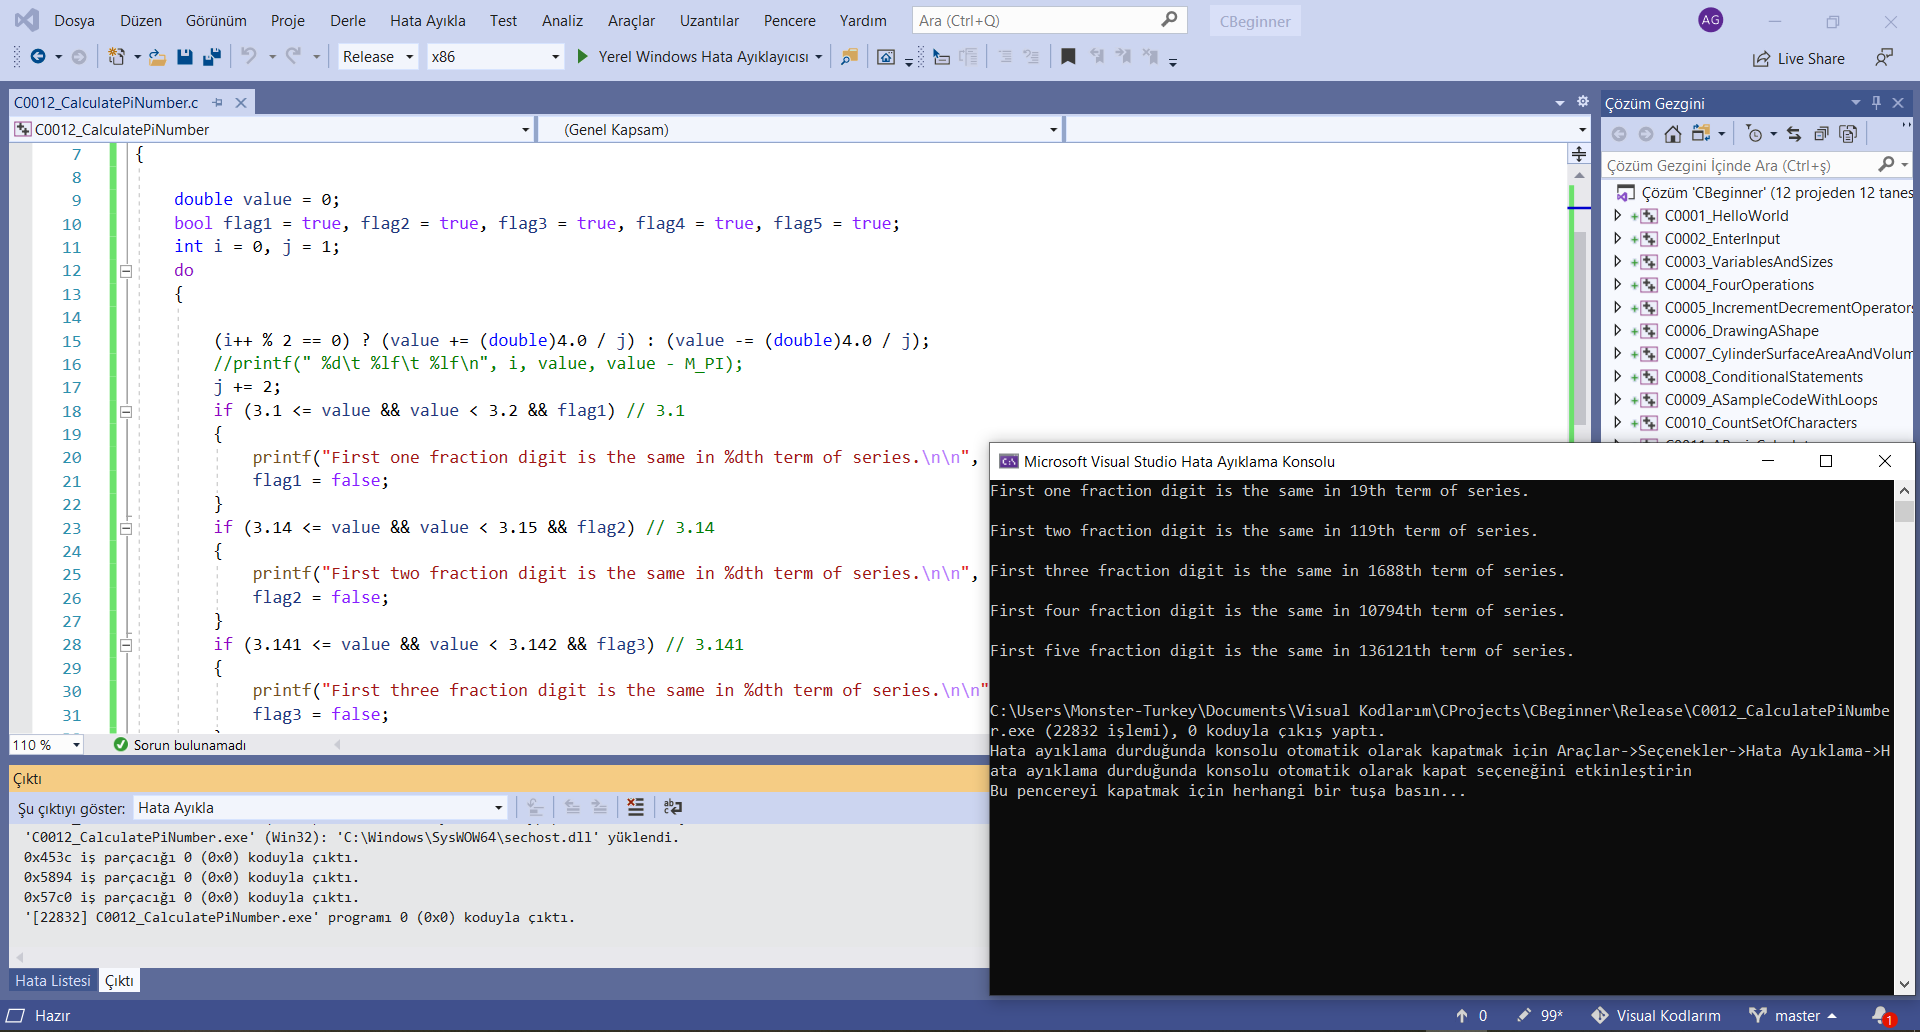 Dosya Düzen Görünüm Proje Derle Hata Ayıkla Test Analiz Araçlar Uzantılar Pencere Yardım Ara (Ctrl+Q) CBeginner AG
Release x86 Yerel Windows Hata Ayıklayıcısı Live Share
C0012_CalculatePiNumber.c
C0012_CalculatePiNumber (Genel Kapsam)
7 {
8
9 double value = 0;
10 bool flag1 = true, flag2 = true, flag3 = true, flag4 = true, flag5 = true;
11 int i = 0, j = 1;
12 do
13 {
14
15 (i++ % 2 == 0) ? (value += (double)4.0 / j) : (value -= (double)4.0 / j);
16 //printf(" %d\t %lf\t %lf\n", i, value, value - M_PI);
17 j += 2;
18 if (3.1 <= value && value < 3.2 && flag1) // 3.1
19 {
20 printf("First one fraction digit is the same in %dth term of series.\n\n",
21 flag1 = false;
22 }
23 if (3.14 <= value && value < 3.15 && flag2) // 3.14
24 {
25 printf("First two fraction digit is the same in %dth term of series.\n\n",
26 flag2 = false;
27 }
28 if (3.141 <= value && value < 3.142 && flag3) // 3.141
29 {
30 printf("First three fraction digit is the same in %dth term of series.\n\n"
31 flag3 = false;
110 % Sorun bulunamadı
Çıktı
Şu çıktıyı göster: Hata Ayıkla
'C0012_CalculatePiNumber.exe' (Win32): 'C:\Windows\SysWOW64\sechost.dll' yüklendi.
0x453c iş parçacığı 0 (0x0) koduyla çıktı.
0x5894 iş parçacığı 0 (0x0) koduyla çıktı.
0x57c0 iş parçacığı 0 (0x0) koduyla çıktı.
'[22832] C0012_CalculatePiNumber.exe' programı 0 (0x0) koduyla çıktı.
Hata Listesi Çıktı
Çözüm Gezgini
Çözüm Gezgini İçinde Ara (Ctrl+ş)
Çözüm 'CBeginner' (12 projeden 12 tanes
C0001_HelloWorld
C0002_EnterInput
C0003_VariablesAndSizes
C0004_FourOperations
C0005_IncrementDecrementOperators
C0006_DrawingAShape
C0007_CylinderSurfaceAreaAndVolum
C0008_ConditionalStatements
C0009_ASampleCodeWithLoops
C0010_CountSetOfCharacters
Microsoft Visual Studio Hata Ayıklama Konsolu
First one fraction digit is the same in 19th term of series.
First two fraction digit is the same in 119th term of series.
First three fraction digit is the same in 1688th term of series.
First four fraction digit is the same in 10794th term of series.
First five fraction digit is the same in 136121th term of series.
C:\Users\Monster-Turkey\Documents\Visual Kodlarım\CProjects\CBeginner\Release\C0012_CalculatePiNumbe
r.exe (22832 işlemi), 0 koduyla çıkış yaptı.
Hata ayıklama durduğunda konsolu otomatik olarak kapatmak için Araçlar->Seçenekler->Hata Ayıklama->H
ata ayıklama durduğunda konsolu otomatik olarak kapat seçeneğini etkinleştirin
Bu pencereyi kapatmak için herhangi bir tuşa basın...
Hazır 0 99* Visual Kodlarım master 1